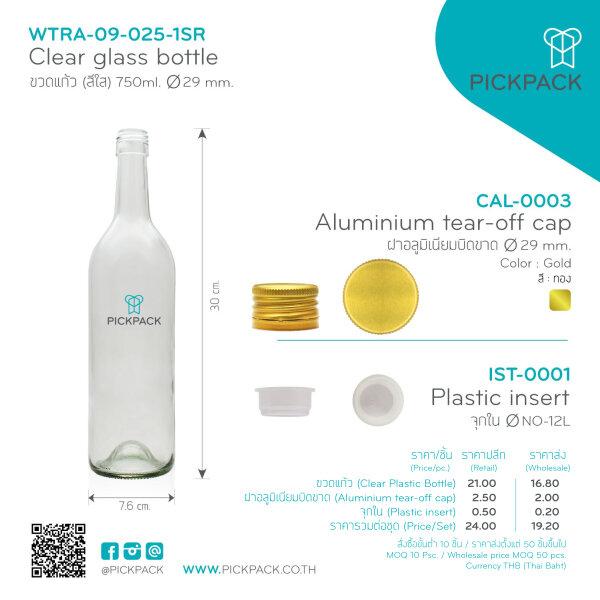 WTRA-09-025-1SR
Clear glass bottle
ขวดแก้ว (สีใส) 750ml. Ø 29 mm.
PICKPACK
30 cm.
PICKPACK
7.6 cm.
CAL-0003
Aluminium tear-off cap
ฝาอลูมิเนียมบิดขาด Ø 29 mm.
Color : Gold
สี : ทอง
IST-0001
Plastic insert
จุกใน Ø NO-12L
ราคา/ชิ้น ราคาปลีก ราคาส่ง
(Price/pc.) (Retail) (Wholesale)
ขวดแก้ว (Clear Plastic Bottle) 21.00 16.80
ฝาอลูมิเนียมบิดขาด (Aluminium tear-off cap) 2.50 2.00
จุกใน (Plastic insert) 0.50 0.20
ราคารวมต่อชุด (Price/Set) 24.00 19.20
สั่งซื้อขั้นต่ำ 10 ชิ้น / ราคาส่งตั้งแต่ 50 ชิ้นขึ้นไป
MOQ 10 Psc. / Wholesale price MOQ 50 pcs.
Currency THB (Thai Baht)
@PICKPACK
WWW.PICKPACK.CO.TH